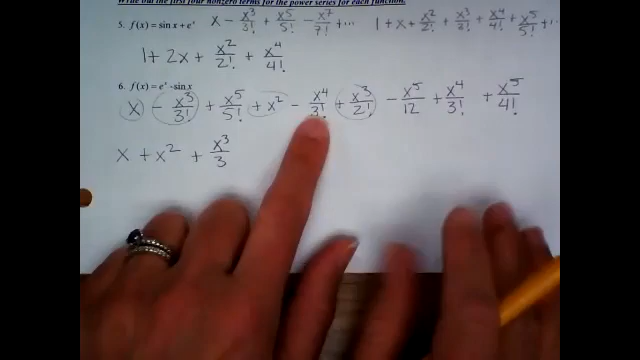 Write out the first four nonzero terms for the power series for each function.
5. f(x) = sin x + eˣ x - x³/3! + x⁵/5! - x⁷/7! + ... 1 + x + x²/2! + x³/3! + x⁴/4! + x⁵/5! + ...
1 + 2x + x²/2! + x⁴/4!
6. f(x) = eˣ · sin x
x - x³/3! + x⁵/5! + x² - x⁴/3! + x³/2! - x⁵/12 + x⁴/3! + x⁵/4!
x + x² + x³/3